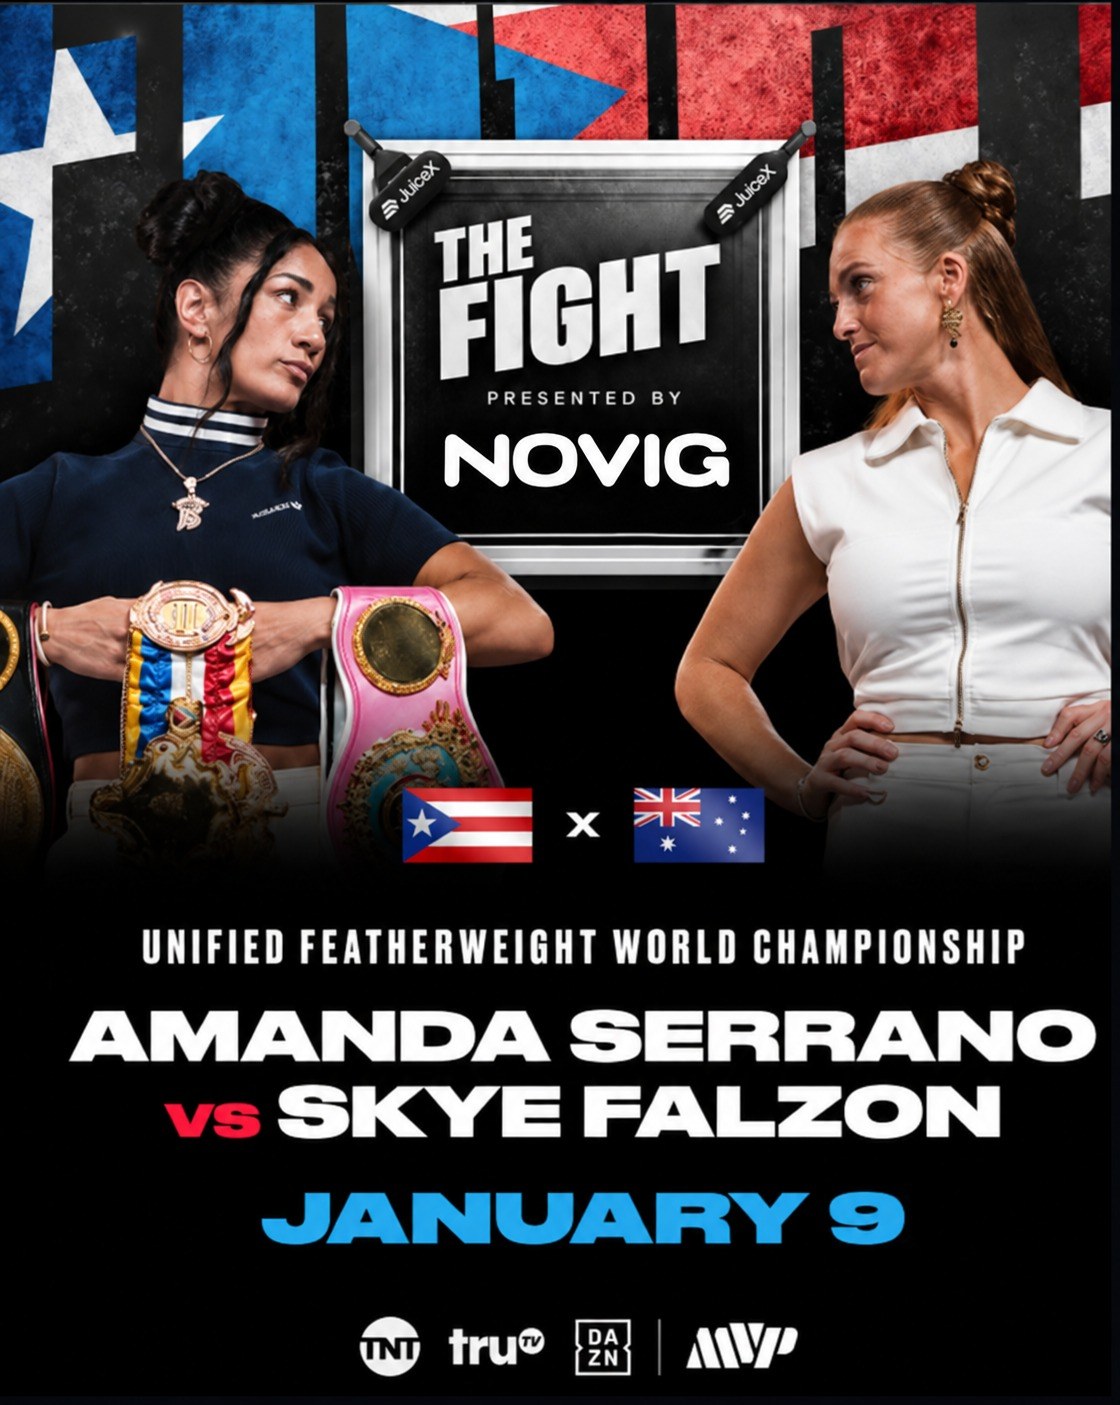 JuiceX
JuiceX
THE
FIGHT
PRESENTED BY
NOVIG
X
UNIFIED FEATHERWEIGHT WORLD CHAMPIONSHIP
AMANDA SERRANO
VS SKYE FALZON
JANUARY 9
TNT
truTV
DAZN
MVP